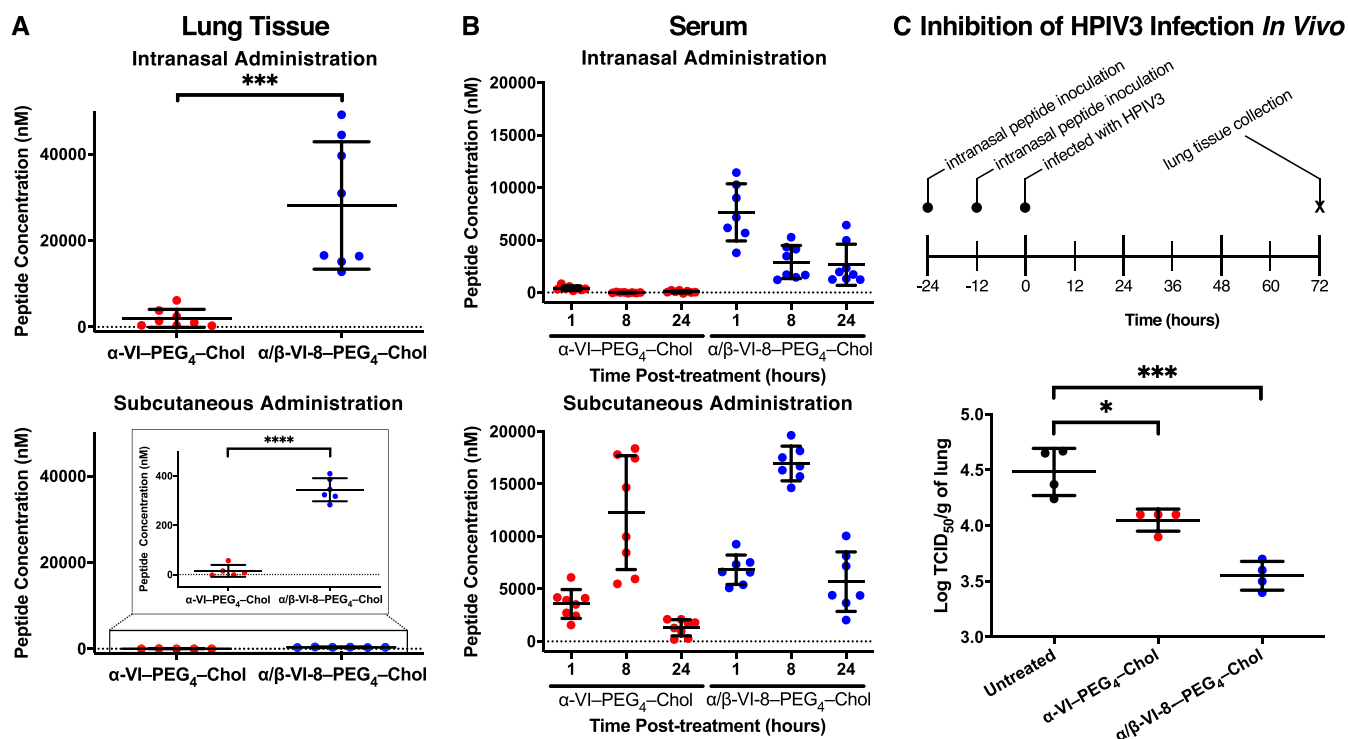 A
Lung Tissue
Intranasal Administration
***
Peptide Concentration (nM)
40000
20000
0
α-VI–PEG4–Chol
α/β-VI-8–PEG4–Chol
Subcutaneous Administration
Peptide Concentration (nM)
40000
20000
0
****
Peptide Concentration (nM)
400
200
0
α-VI–PEG4–Chol
α/β-VI-8–PEG4–Chol
α-VI–PEG4–Chol
α/β-VI-8–PEG4–Chol
B
Serum
Intranasal Administration
Peptide Concentration (nM)
20000
15000
10000
5000
0
1 8 24 1 8 24
α-VI–PEG4–Chol
α/β-VI-8–PEG4–Chol
Time Post-treatment (hours)
Subcutaneous Administration
Peptide Concentration (nM)
20000
15000
10000
5000
0
1 8 24 1 8 24
α-VI–PEG4–Chol
α/β-VI-8–PEG4–Chol
Time Post-treatment (hours)
C Inhibition of HPIV3 Infection In Vivo
intranasal peptide inoculation
intranasal peptide inoculation
infected with HPIV3
lung tissue collection
X
-24 -12 0 12 24 36 48 60 72
Time (hours)
***
*
Log TCID50/g of lung
5.0
4.5
4.0
3.5
3.0
Untreated
α-VI–PEG4–Chol
α/β-VI-8–PEG4–Chol